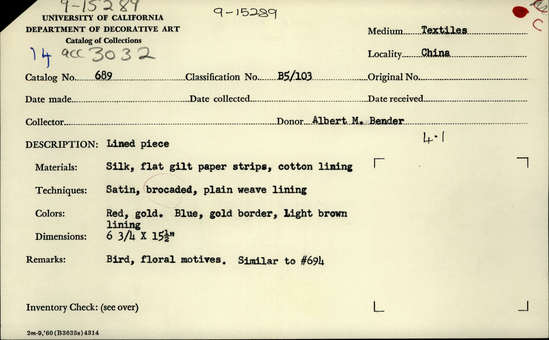 9-15289
9-15289
UNIVERSITY OF CALIFORNIA
DEPARTMENT OF DECORATIVE ART
Catalog of Collections
Medium Textiles
Locality China
14 acc 3032
C
Catalog No. 689 Classification No. B5/103 Original No.
Date made Date collected Date received
Collector Donor Albert M. Bender
4.1
DESCRIPTION: Lined piece
Materials: Silk, flat gilt paper strips, cotton lining
Techniques: Satin, brocaded, plain weave lining
Colors: Red, gold. Blue, gold border, Light brown
lining
Dimensions: 6 3/4 X 15½"
Remarks: Bird, floral motives. Similar to #694
Inventory Check: (see over)
2m-9,'60(B3635s)4314